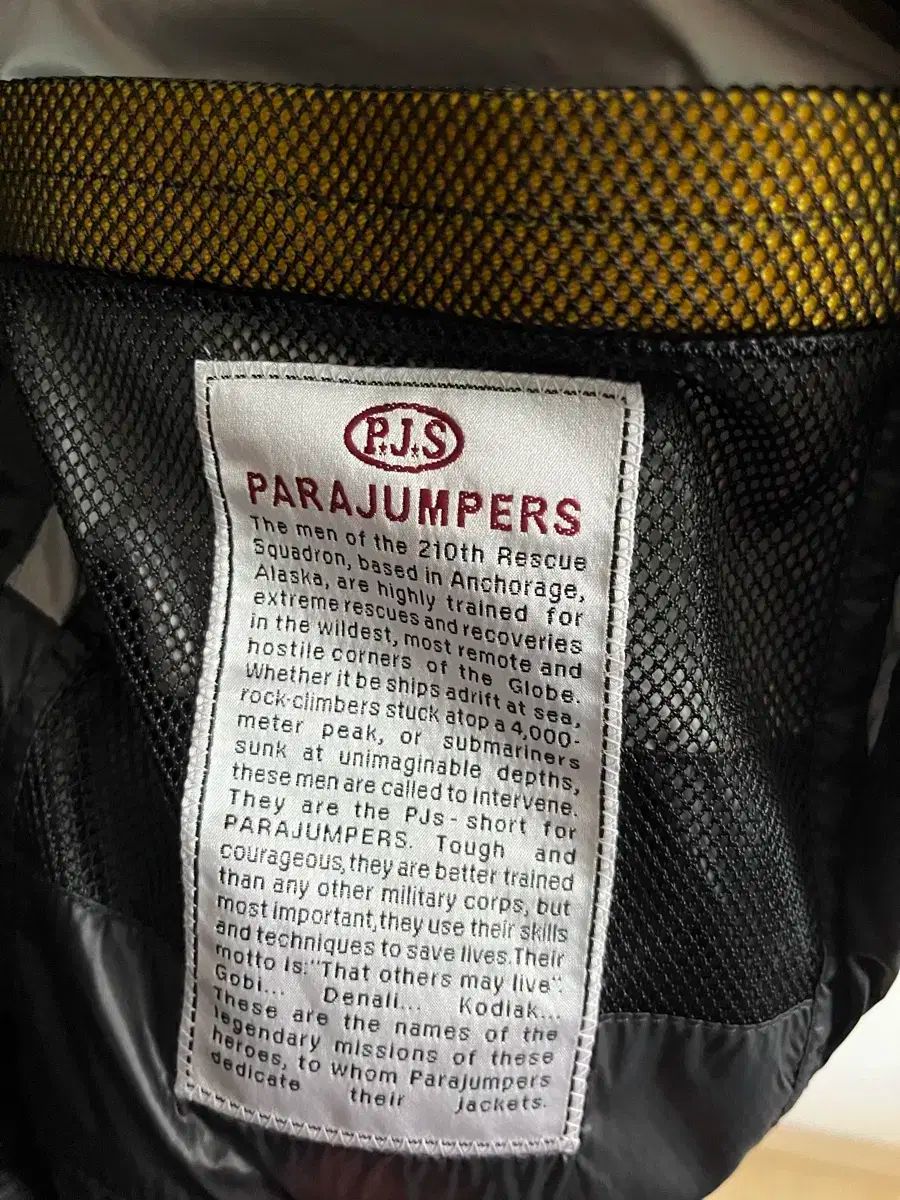 P.J.S
PARAJUMPERS
The men of the 210th Rescue
Squadron, based in Anchorage,
Alaska, are highly trained for
extreme rescues and recoveries
in the wildest, most remote and
hostile corners of the Globe.
Whether it be ships adrift at sea,
rock-climbers stuck atop a 4,000-
meter peak, or submariners
sunk at unimaginable depths,
these men are called to intervene.
They are the PJs - short for
PARAJUMPERS. Tough and
courageous, they are better trained
than any other military corps, but
most important, they use their skills
and techniques to save lives. Their
motto is: "That others may live".
Gobi... Denali... Kodiak...
These are the names of the
legendary missions of these
heroes, to whom Parajumpers
dedicate their jackets.